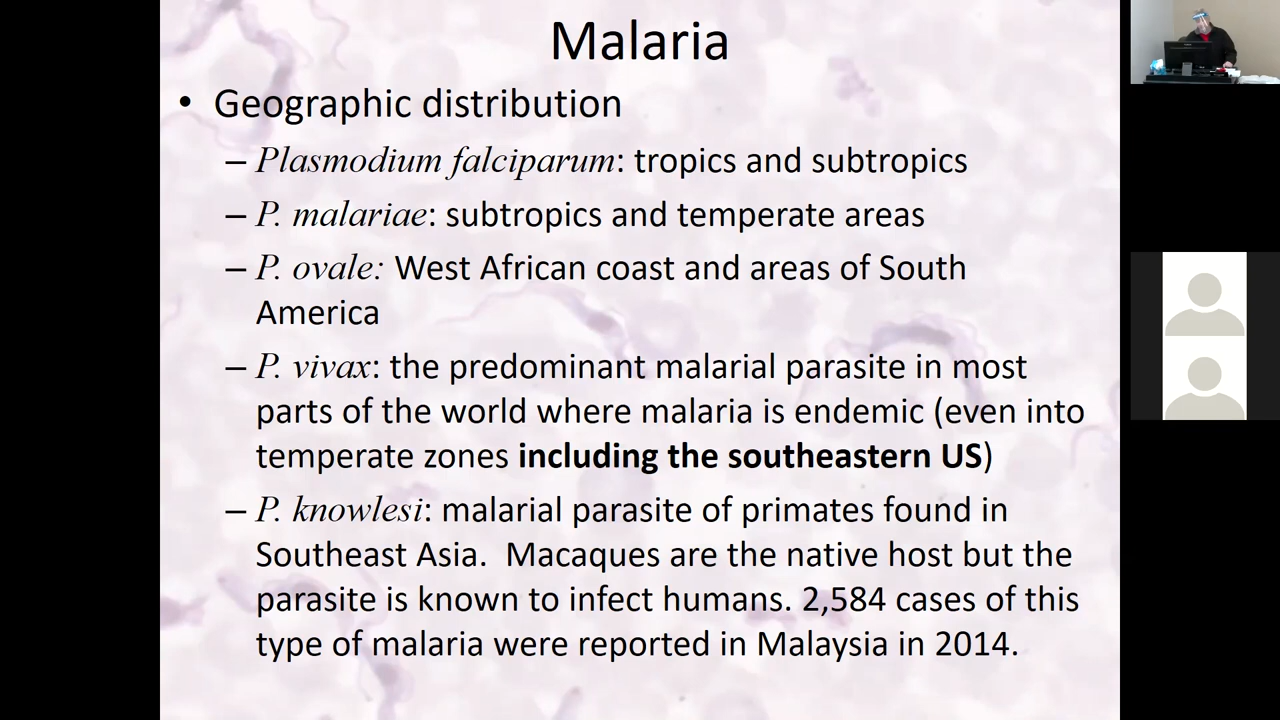 Malaria
• Geographic distribution
– Plasmodium falciparum: tropics and subtropics
– P. malariae: subtropics and temperate areas
– P. ovale: West African coast and areas of South
America
– P. vivax: the predominant malarial parasite in most
parts of the world where malaria is endemic (even into
temperate zones including the southeastern US)
– P. knowlesi: malarial parasite of primates found in
Southeast Asia.  Macaques are the native host but the
parasite is known to infect humans. 2,584 cases of this
type of malaria were reported in Malaysia in 2014.